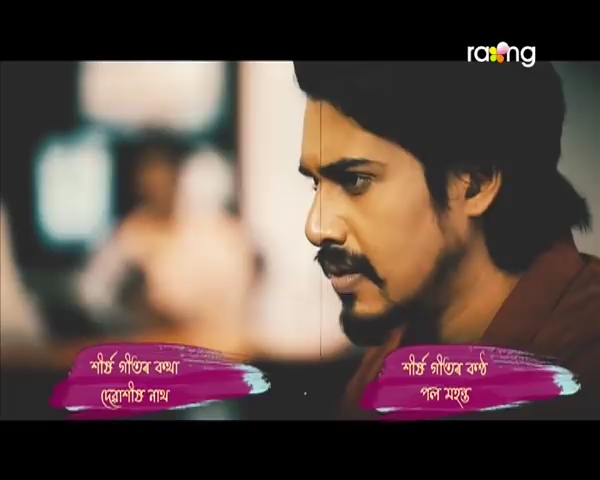 rang
শীৰ্ষ গীতৰ কথা
দেৱাশীষ নাথ
শীৰ্ষ গীতৰ কণ্ঠ
পল মহন্ত